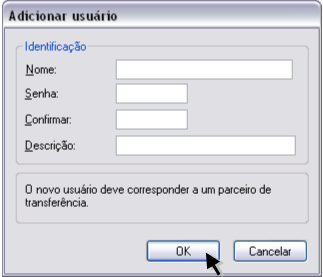 Adicionar usuário
Identificação
Nome:
Senha:
Confirmar:
Descrição:
O novo usuário deve corresponder a um parceiro de
transferência.
OK Cancelar